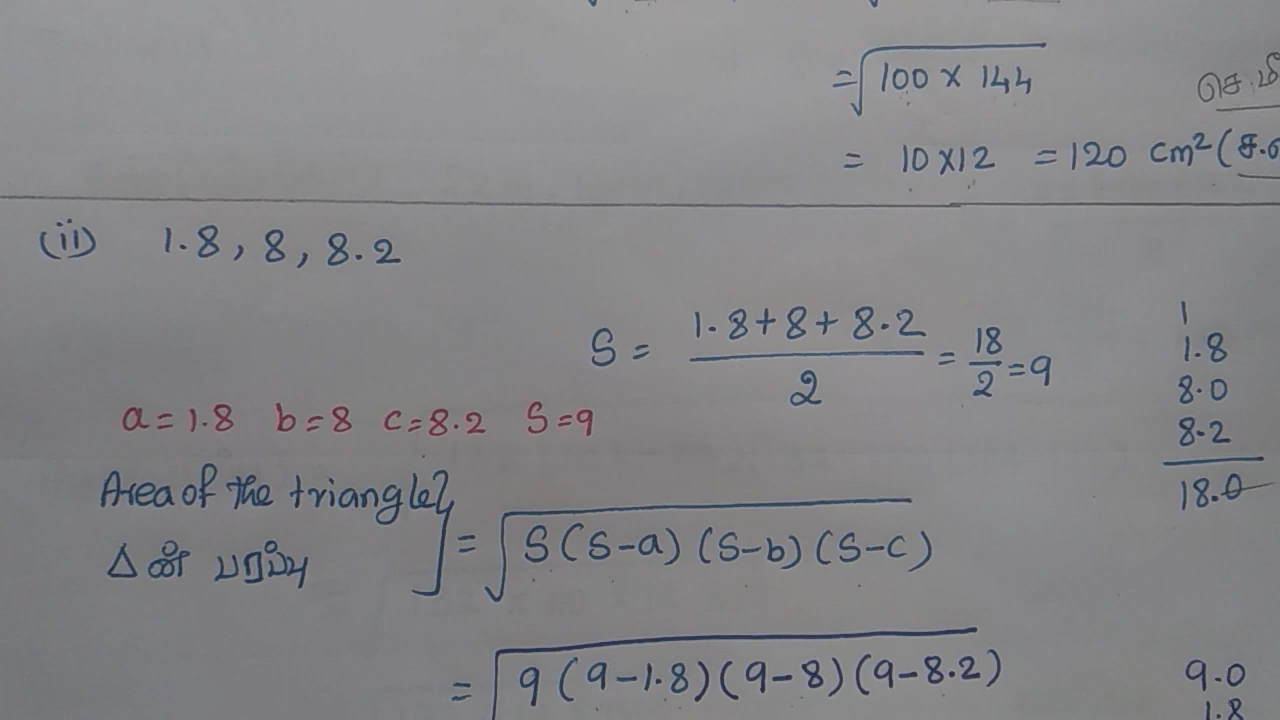 = √100 × 144
செ.மீ
= 10 × 12 = 120 cm² (ச.
(ii) 1.8, 8, 8.2
S = 1.8 + 8 + 8.2 / 2 = 18 / 2 = 9
1
1.8
8.0
8.2
18.0
a = 1.8 b = 8 c = 8.2 S = 9
Area of the triangle
Δ ன் பரப்பு
= √S(S-a)(S-b)(S-c)
= √9(9-1.8)(9-8)(9-8.2)
9.0
1.8